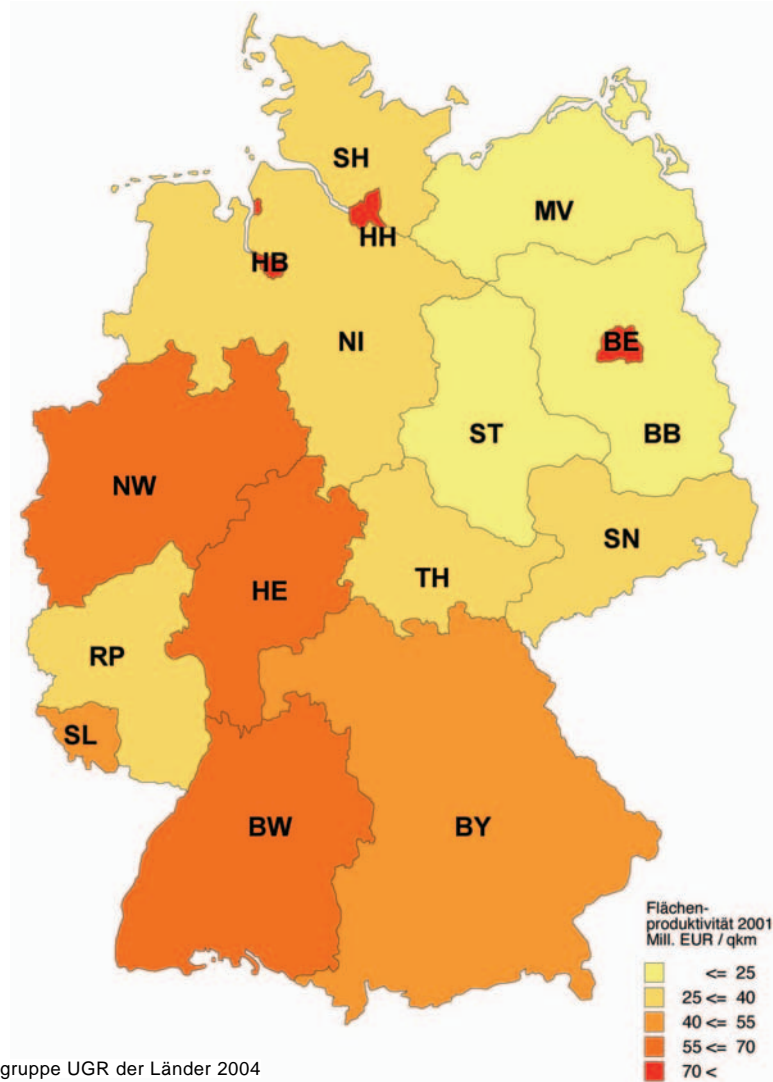 SH
MV
HH
HB
BE
NI
ST
BB
NW
SN
TH
HE
RP
SL
BW
BY
Flächen-
produktivität 2001
Mill. EUR / qkm
<= 25
25 <= 40
40 <= 55
55 <= 70
70 <
gruppe UGR der Länder 2004